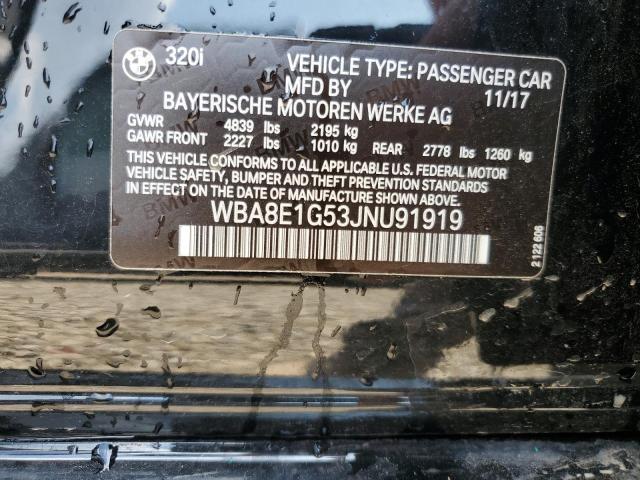 BMW 320i VEHICLE TYPE: PASSENGER CAR
MFD BY 11/17
BAYERISCHE MOTOREN WERKE AG
GVWR 4839 lbs 2195 kg
GAWR FRONT 2227 lbs 1010 kg REAR 2778 lbs 1260 kg
THIS VEHICLE CONFORMS TO ALL APPLICABLE U.S. FEDERAL MOTOR
VEHICLE SAFETY, BUMPER AND THEFT PREVENTION STANDARDS
IN EFFECT ON THE DATE OF MANUFACTURE SHOWN ABOVE.
WBA8E1G53JNU91919
2122606